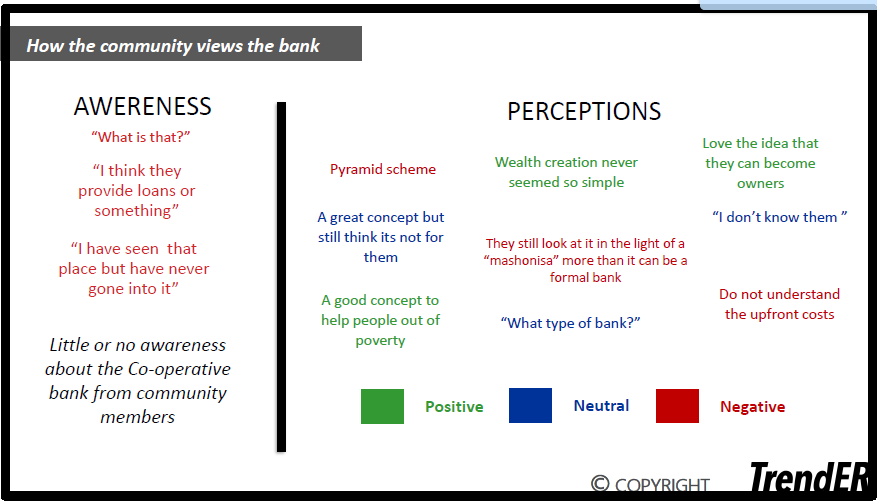 How the community views the bank
AWERENESS
“What is that?”
“I think they
provide loans or
something”
“I have seen that
place but have never
gone into it”
Little or no awareness
about the Co-operative
bank from community
members
PERCEPTIONS
Pyramid scheme
Wealth creation never
seemed so simple
Love the idea that
they can become
owners
A great concept but
still think its not for
them
They still look at it in the light of a
“mashonisa” more than it can be a
formal bank
“I don’t know them ”
A good concept to
help people out of
poverty
“What type of bank?”
Do not understand
the upfront costs
Positive
Neutral
Negative
© COPYRIGHT
TrendER